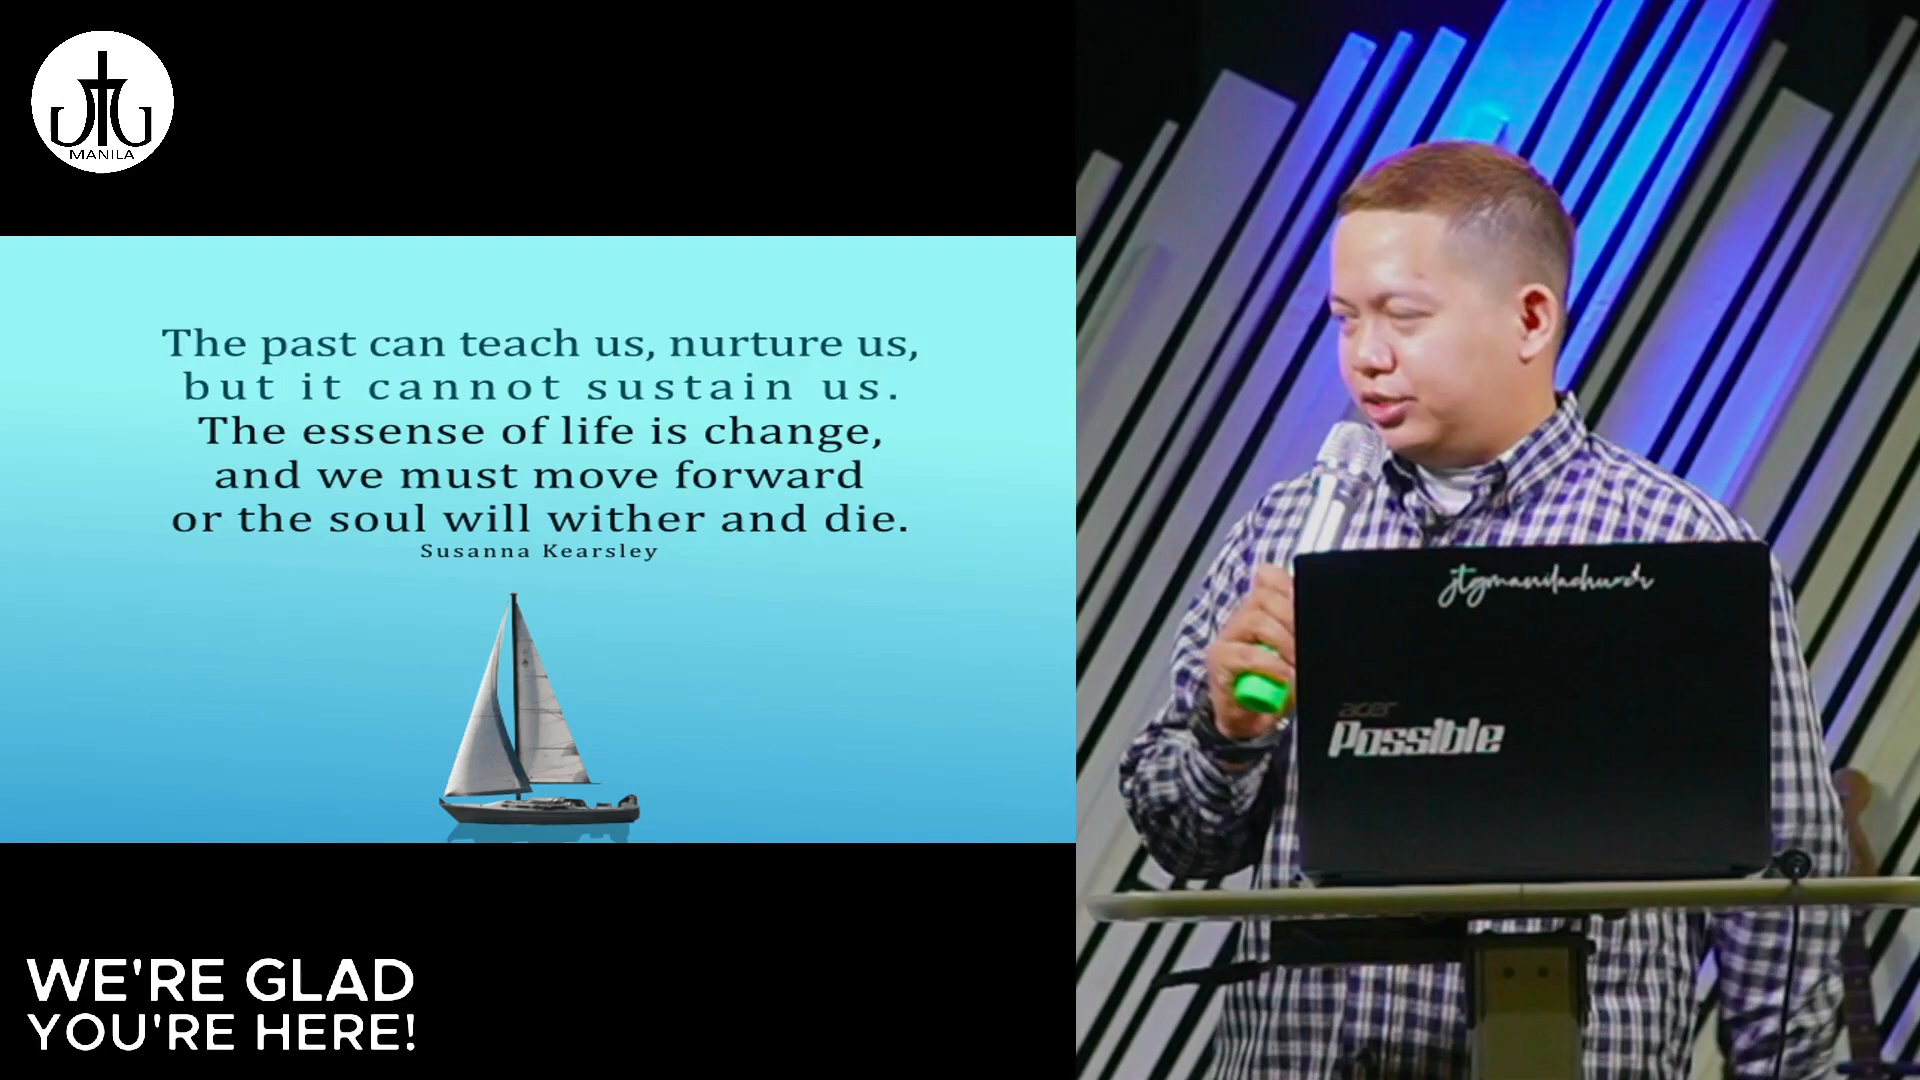 JTG
MANILA
The past can teach us, nurture us,
but it cannot sustain us.
The essense of life is change,
and we must move forward
or the soul will wither and die.
Susanna Kearsley
WE'RE GLAD
YOU'RE HERE!
jtgmanilachurch
acer
Possible